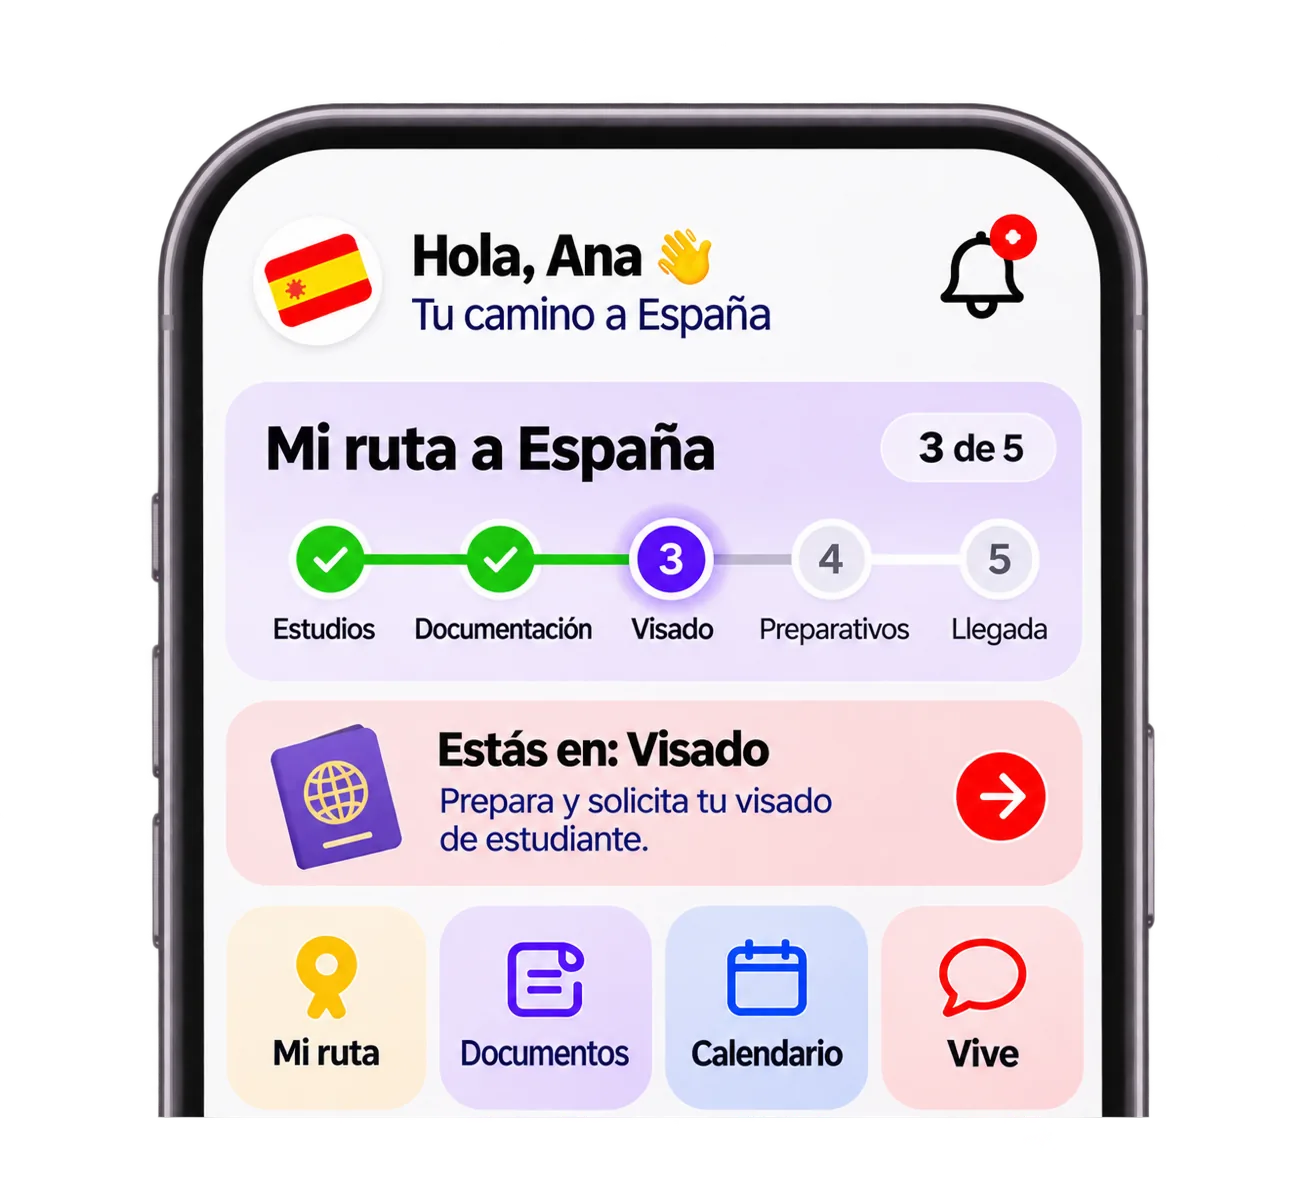 Hola, Ana 👋
Tu camino a España
Mi ruta a España
3 de 5
3
4
5
Estudios
Documentación
Visado
Preparativos
Llegada
Estás en: Visado
Prepara y solicita tu visado
de estudiante.
Mi ruta
Documentos
Calendario
Vive